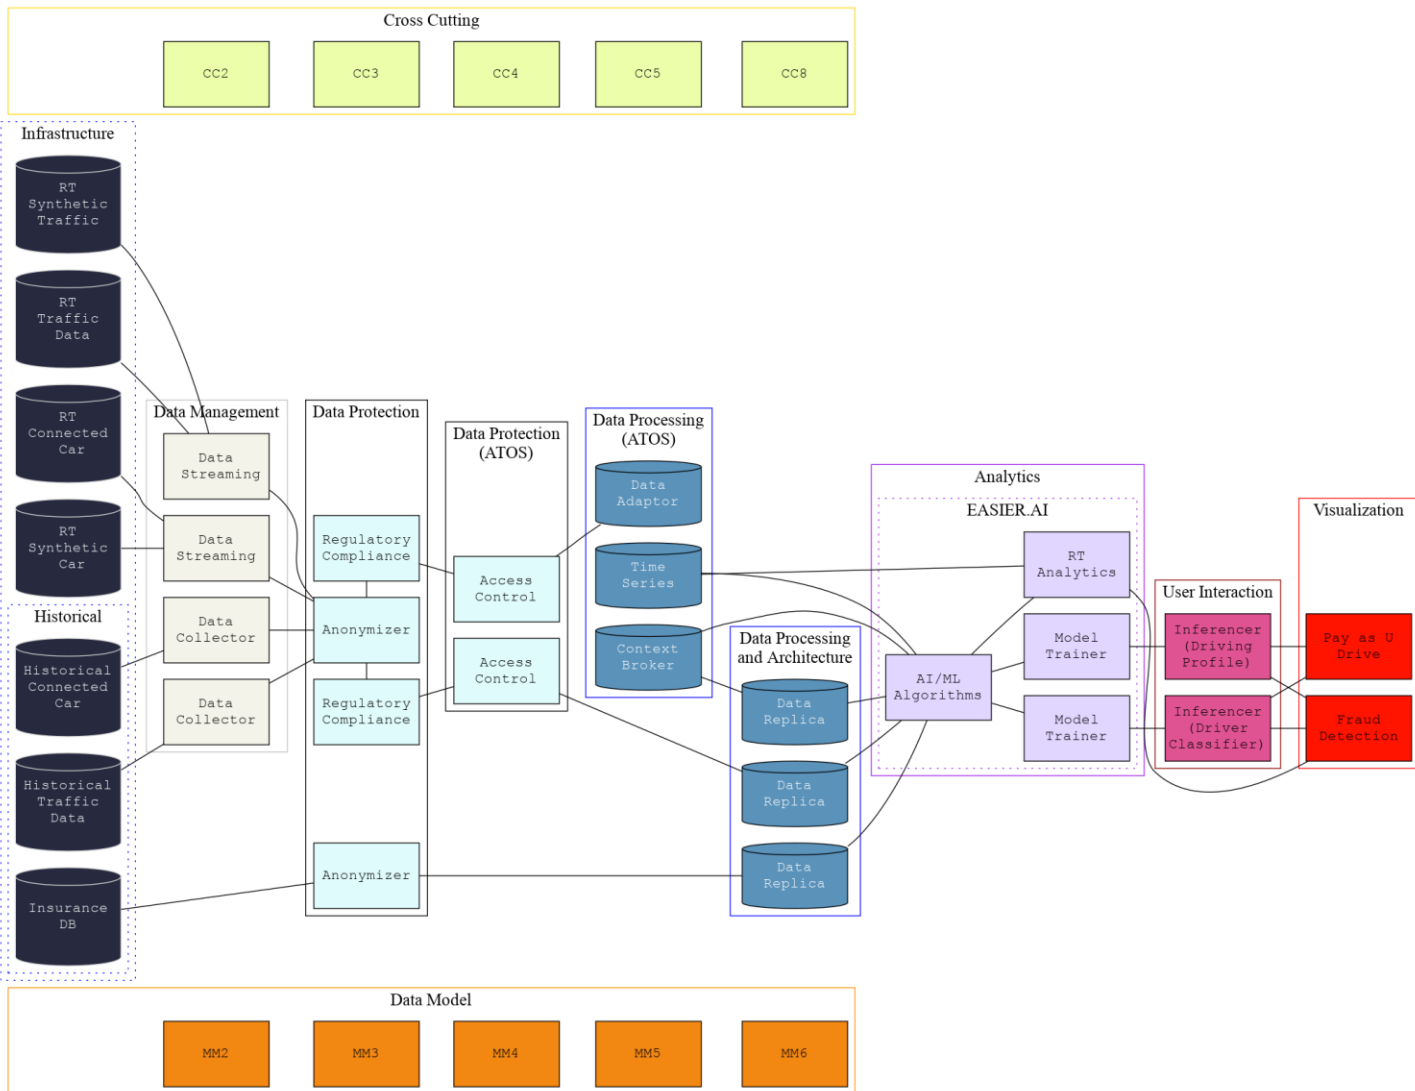 Cross Cutting
CC2
CC3
CC4
CC5
CC8
Infrastructure
RT
Synthetic
Traffic
RT
Traffic
Data
RT
Connected
Car
RT
Synthetic
Car
Historical
Historical
Connected
Car
Historical
Traffic
Data
Insurance
DB
Data Management
Data
Streaming
Data
Streaming
Data
Collector
Data
Collector
Data Protection
Regulatory
Compliance
Anonymizer
Regulatory
Compliance
Anonymizer
Data Protection
(ATOS)
Access
Control
Access
Control
Data Processing
(ATOS)
Data
Adaptor
Time
Series
Context
Broker
Data Processing
and Architecture
Data
Replica
Data
Replica
Data
Replica
Analytics
EASIER.AI
AI/ML
Algorithms
RT
Analytics
Model
Trainer
Model
Trainer
User Interaction
Inferencer
(Driving
Profile)
Inferencer
(Driver
Classifier)
Visualization
Pay as U
Drive
Fraud
Detection
Data Model
MM2
MM3
MM4
MM5
MM6